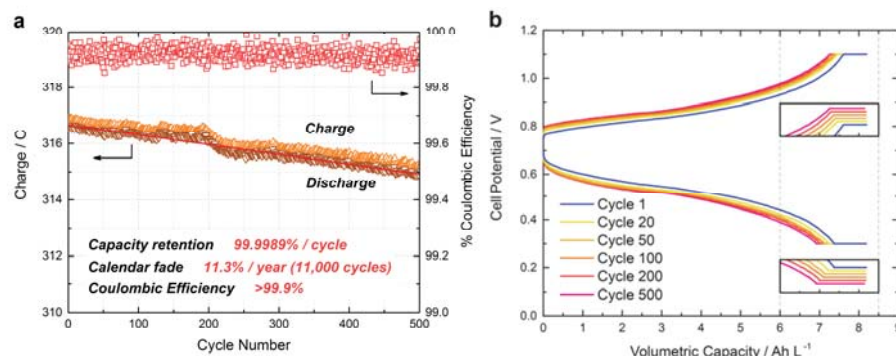 a
320
318
316
314
312
310
Charge / C
0
100
200
300
400
500
Cycle Number
100.0
99.8
99.6
99.4
99.2
99.0
% Coulombic Efficiency
Charge
Discharge
Capacity retention 99.9989% / cycle
Calendar fade 11.3% / year (11,000 cycles)
Coulombic Efficiency >99.9%
b
1.2
1.0
0.8
0.6
0.4
0.2
0.0
Cell Potential / V
Cycle 1
Cycle 20
Cycle 50
Cycle 100
Cycle 200
Cycle 500
0 1 2 3 4 5 6 7 8 9
Volumetric Capacity / Ah L⁻¹